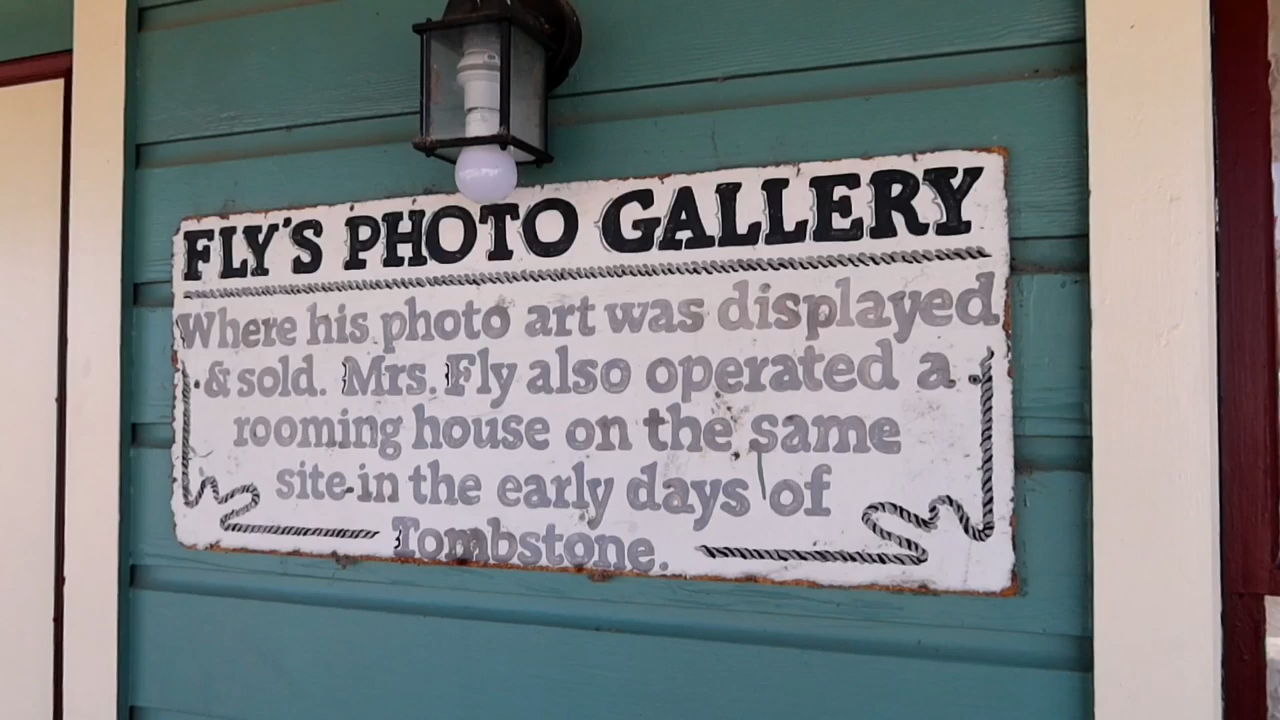 FLY'S PHOTO GALLERY
Where his photo art was displayed
& sold. Mrs. Fly also operated a
rooming house on the same
site in the early days of
Tombstone.